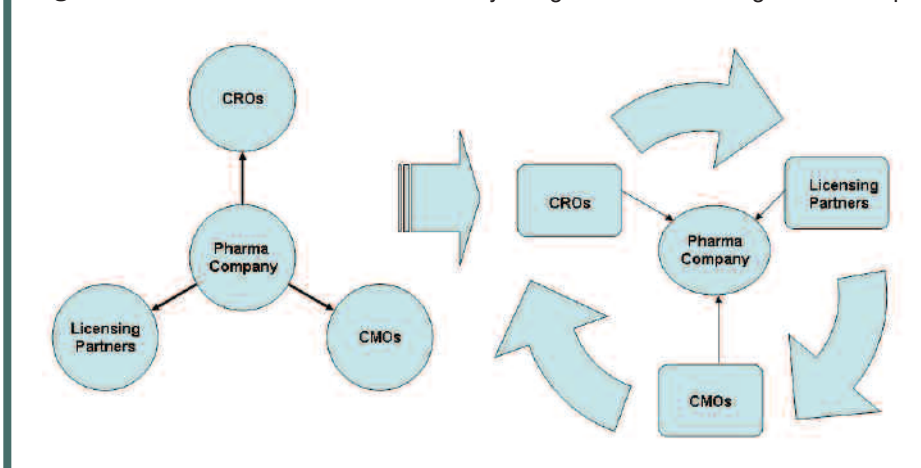 CROs
Pharma
Company
Licensing
Partners
CMOs
CROs
Licensing
Partners
Pharma
Company
CMOs